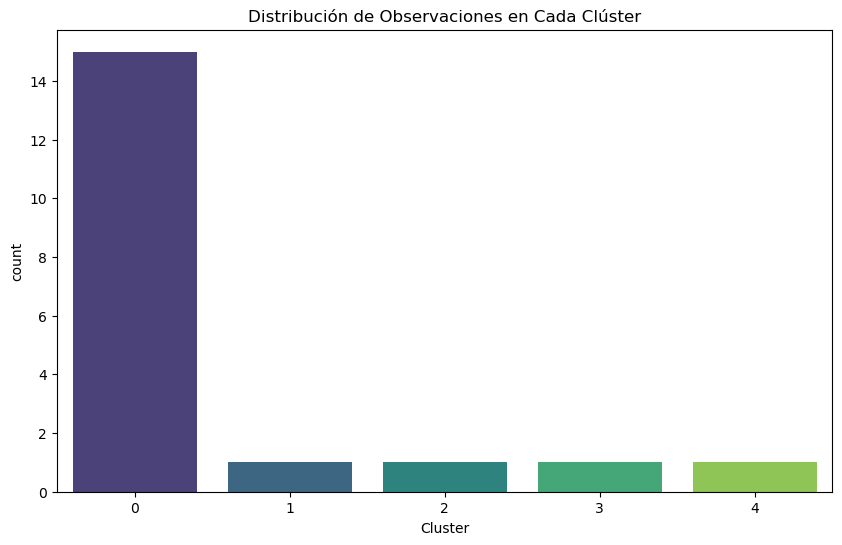 Distribución de Observaciones en Cada Clúster
count
14
12
10
8
6
4
2
0
0 1 2 3 4
Cluster